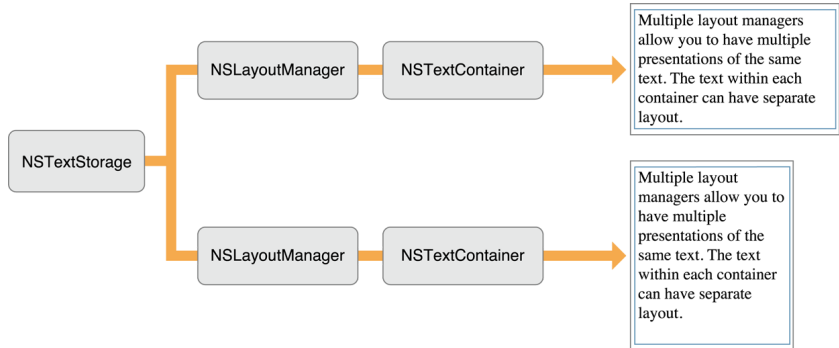 NSTextStorage
NSLayoutManager
NSTextContainer
Multiple layout managers
allow you to have multiple
presentations of the same
text. The text within each
container can have separate
layout.
NSLayoutManager
NSTextContainer
Multiple layout
managers allow you to
have multiple
presentations of the
same text. The text
within each container
can have separate
layout.